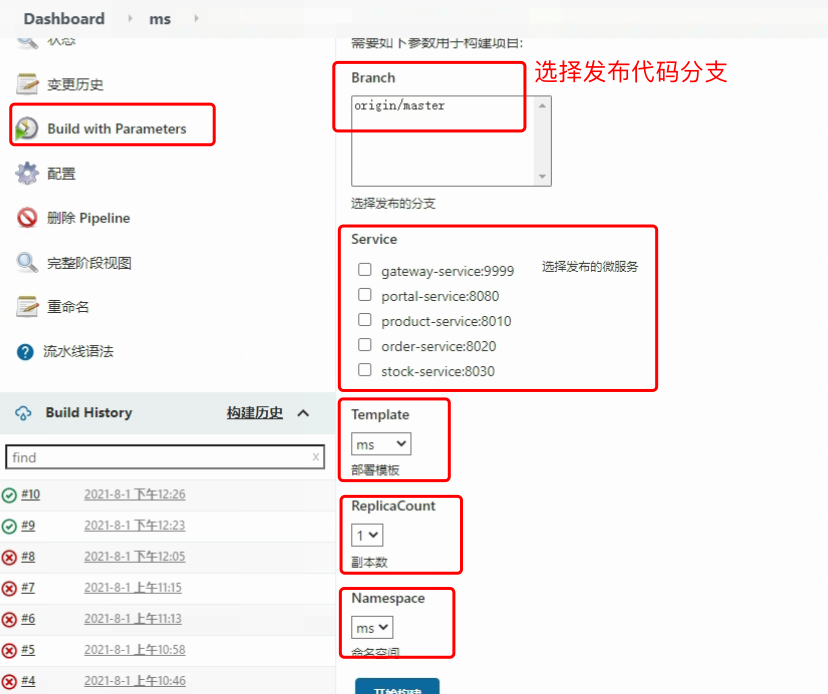 Dashboard ms
状态
变更历史
Build with Parameters
配置
删除 Pipeline
完整阶段视图
重命名
流水线语法
Build History 构建历史
find x
#10 2021-8-1 下午12:26
#9 2021-8-1 下午12:23
#8 2021-8-1 下午12:05
#7 2021-8-1 上午11:15
#6 2021-8-1 上午11:13
#5 2021-8-1 上午10:58
#4 2021-8-1 上午10:46
需要如下参数用于构建项目:
Branch
选择发布代码分支
origin/master
选择发布的分支
Service
gateway-service:9999
选择发布的微服务
portal-service:8080
product-service:8010
order-service:8020
stock-service:8030
Template
ms
部署模板
ReplicaCount
1
副本数
Namespace
ms
命名空间
开始构建